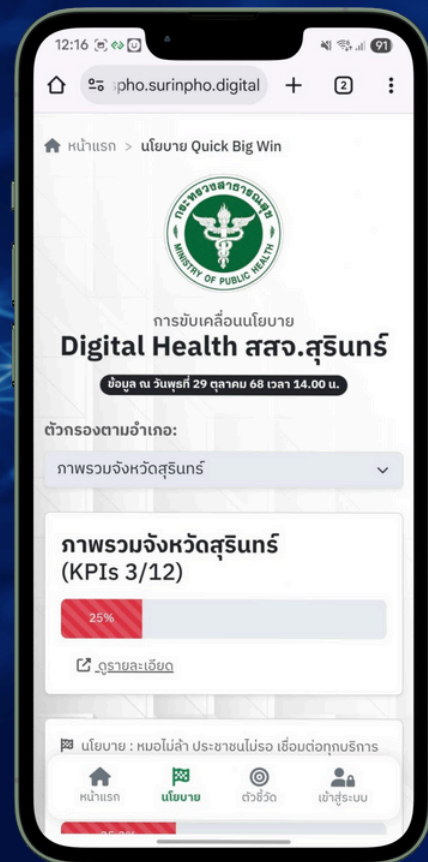 12:16
91
pho.surinpho.digital
2
หน้าแรก > นโยบาย Quick Big Win
กระทรวงสาธารณสุข
MINISTRY OF PUBLIC HEALTH
การขับเคลื่อนนโยบาย
Digital Health สสจ.สุรินทร์
ข้อมูล ณ วันพุธที่ 29 ตุลาคม 68 เวลา 14.00 น.
ตัวกรองตามอำเภอ:
ภาพรวมจังหวัดสุรินทร์
ภาพรวมจังหวัดสุรินทร์
(KPIs 3/12)
25%
ดูรายละเอียด
นโยบาย : หมอไม่ล้า ประชาชนไม่รอ เชื่อมต่อทุกบริการ
หน้าแรก
นโยบาย
ตัวชี้วัด
เข้าสู่ระบบ